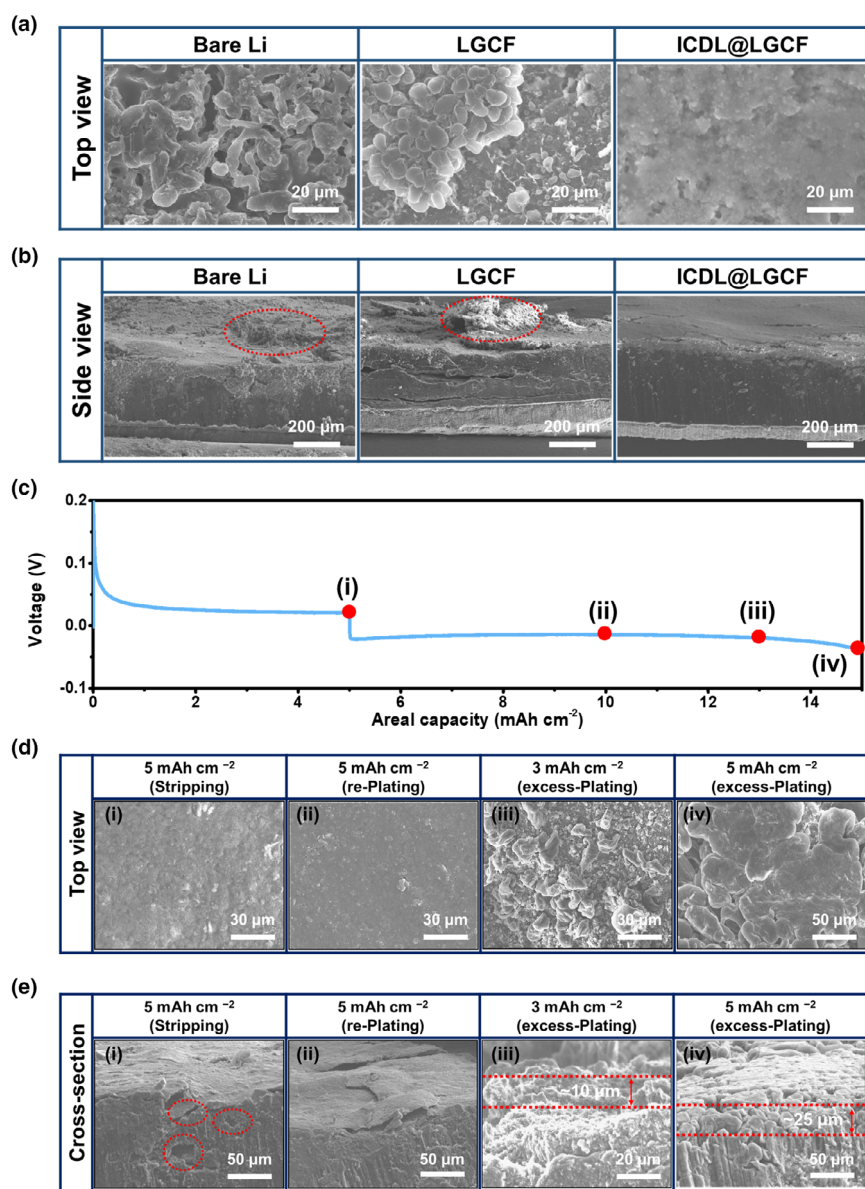 (a)
Bare Li LGCF ICDL@LGCF
Top view
20 μm 20 μm 20 μm
(b)
Bare Li LGCF ICDL@LGCF
Side view
200 μm 200 μm 200 μm
(c)
0.2
0.1
0.0
-0.1
Voltage (V)
(i) (ii) (iii) (iv)
0 2 4 6 8 10 12 14
Areal capacity (mAh cm⁻²)
(d)
5 mAh cm ⁻² 5 mAh cm ⁻² 3 mAh cm ⁻² 5 mAh cm ⁻²
(Stripping) (re-Plating) (excess-Plating) (excess-Plating)
Top view
(i) (ii) (iii) (iv)
30 μm 30 μm 30 μm 50 μm
(e)
5 mAh cm ⁻² 5 mAh cm ⁻² 3 mAh cm ⁻² 5 mAh cm ⁻²
(Stripping) (re-Plating) (excess-Plating) (excess-Plating)
Cross-section
(i) (ii) (iii) (iv)
~10 μm 25 μm
50 μm 50 μm 20 μm 50 μm